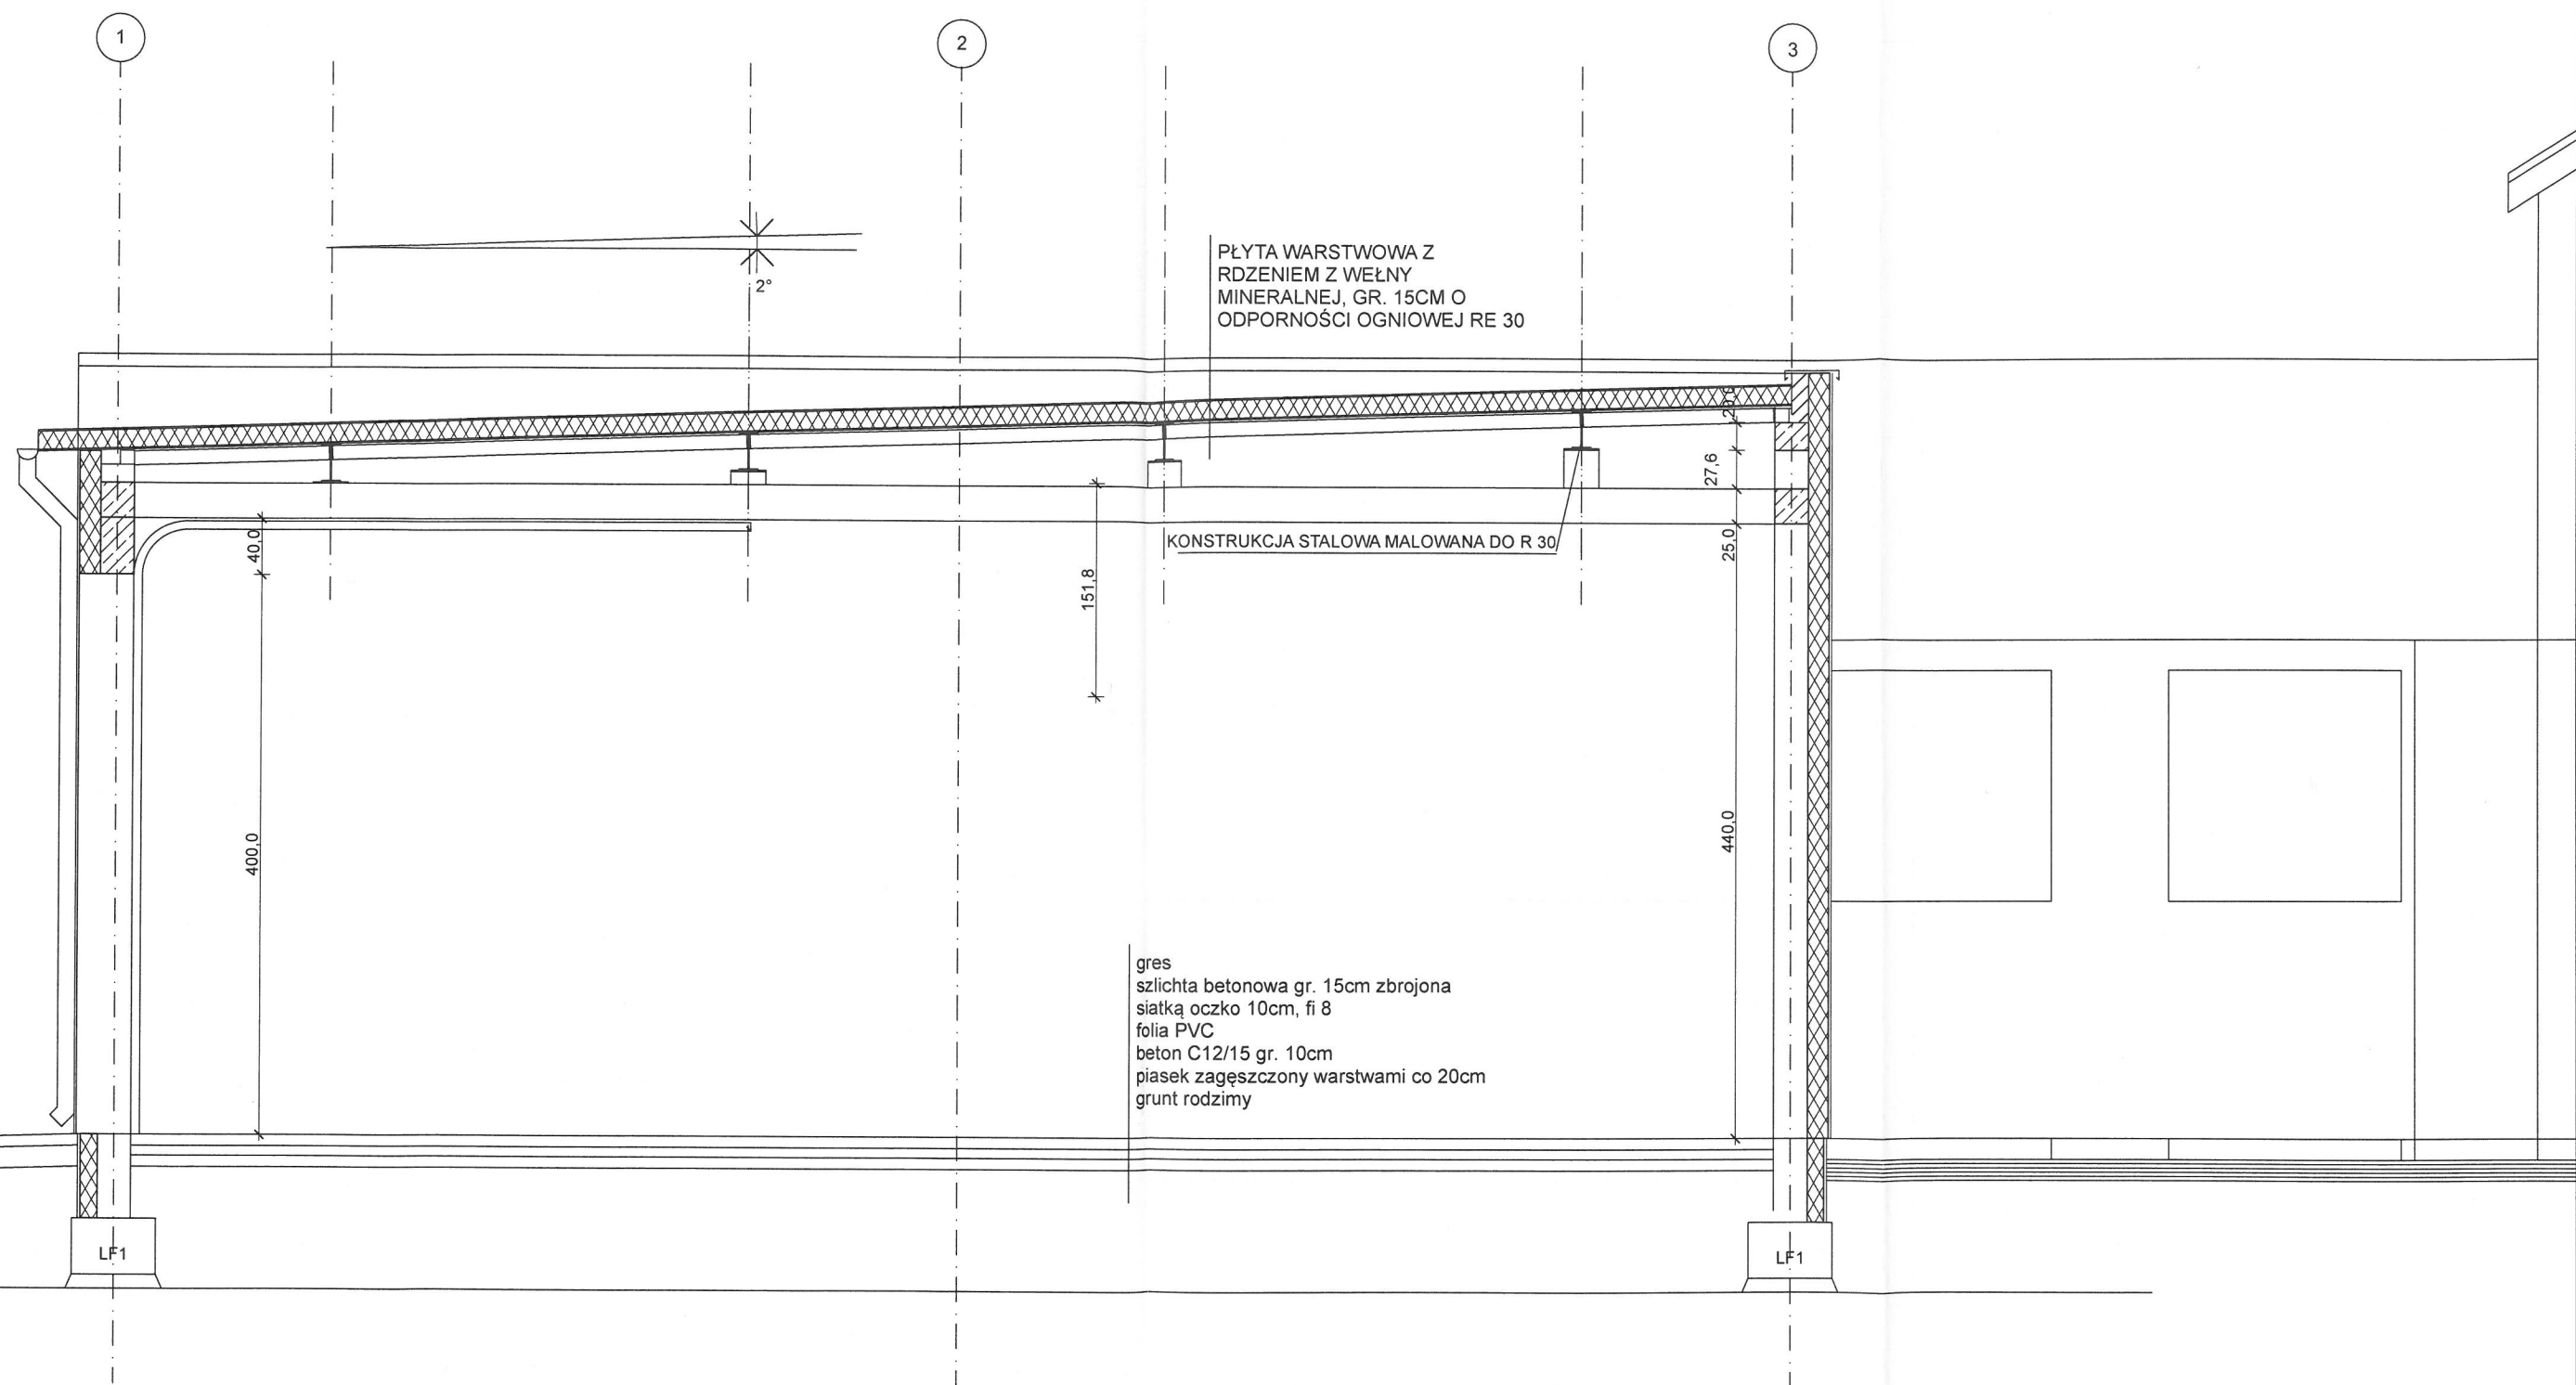 1
2
3
2°
PŁYTA WARSTWOWA Z
RDZENIEM Z WEŁNY
MINERALNEJ, GR. 15CM O
ODPORNOŚCI OGNIOWEJ RE 30
27,6
KONSTRUKCJA STALOWA MALOWANA DO R 30
40,0
25,0
151,8
400,0
440,0
gres
szlichta betonowa gr. 15cm zbrojona
siatką oczko 10cm, fi 8
folia PVC
beton C12/15 gr. 10cm
piasek zagęszczony warstwami co 20cm
grunt rodzimy
LF1
LF1